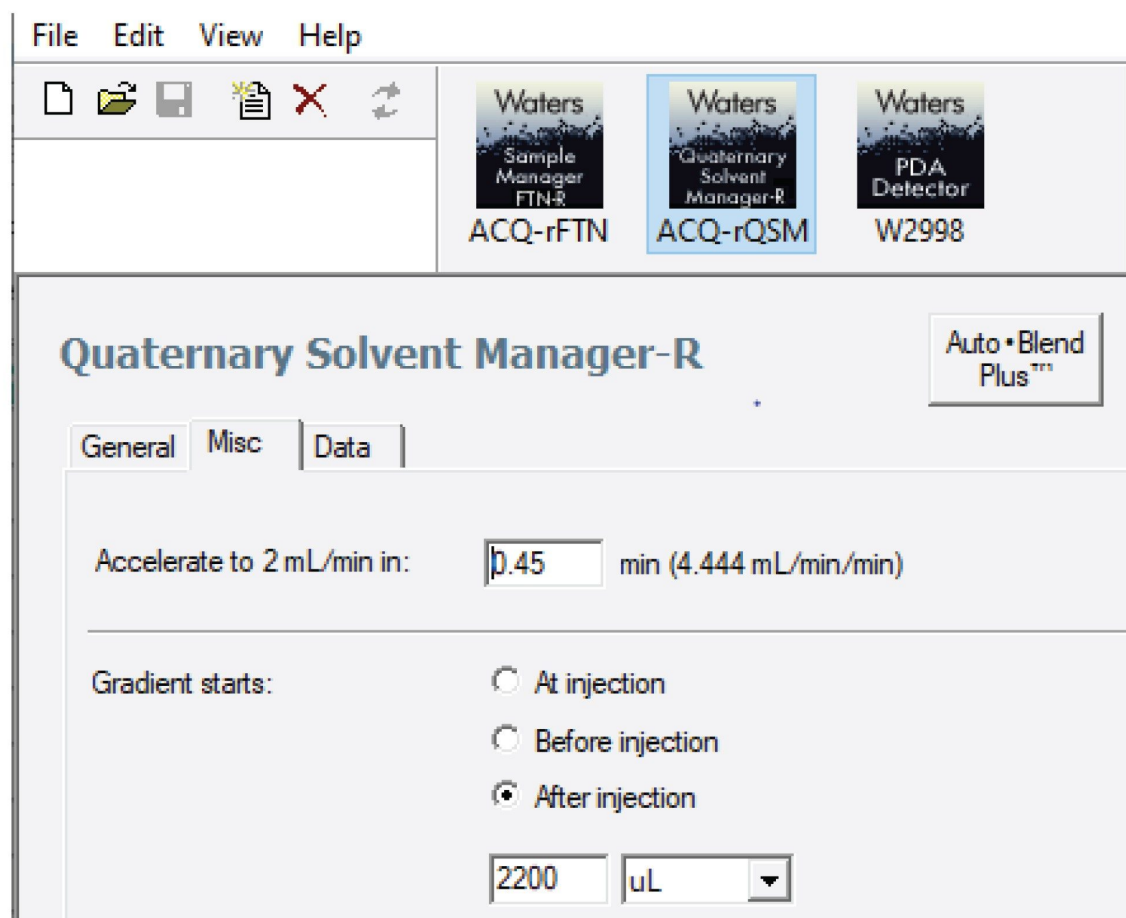 File Edit View Help
Waters
Sample
Manager
FTN-R
ACQ-rFTN
Waters
Quaternary
Solvent
Manager-R
ACQ-rQSM
Waters
PDA
Detector
W2998
Quaternary Solvent Manager-R
Auto•Blend
Plus™
General Misc Data
Accelerate to 2 mL/min in: 0.45 min (4.444 mL/min/min)
Gradient starts: At injection
Before injection
After injection
2200 uL